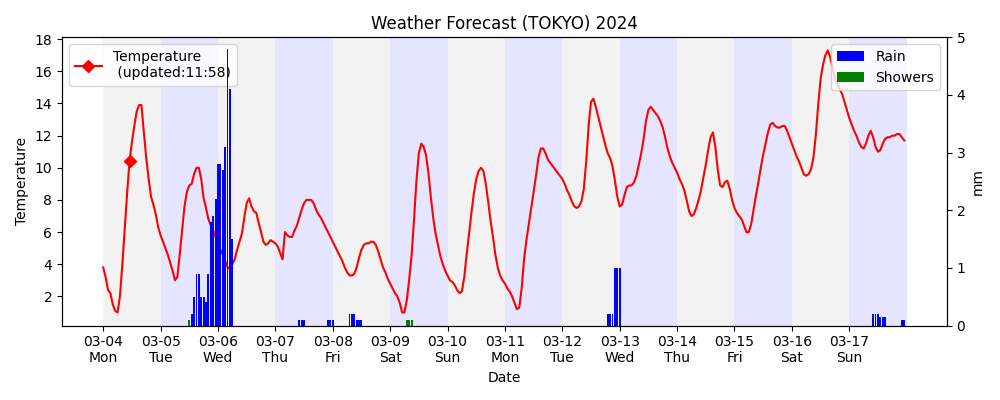 Weather Forecast (TOKYO) 2024
Temperature
(updated:11:58)
Rain
Showers
18
16
14
12
10
8
6
4
2
Temperature
5
4
3
2
1
0
mm
03-04 03-05 03-06 03-07 03-08 03-09 03-10 03-11 03-12 03-13 03-14 03-15 03-16 03-17
Mon Tue Wed Thu Fri Sat Sun Mon Tue Wed Thu Fri Sat Sun
Date